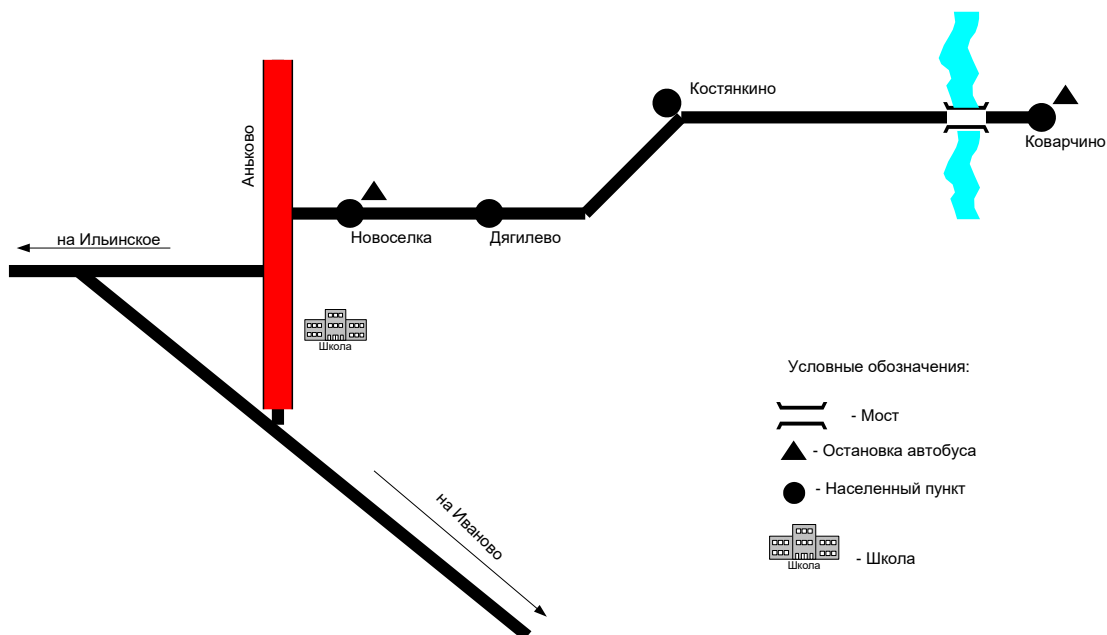 Костянкино
Коварчино
Аньково
Новоселка
Дягилево
на Ильинское
Школа
Условные обозначения:
- Мост
- Остановка автобуса
- Населенный пункт
на Иваново
Школа
- Школа